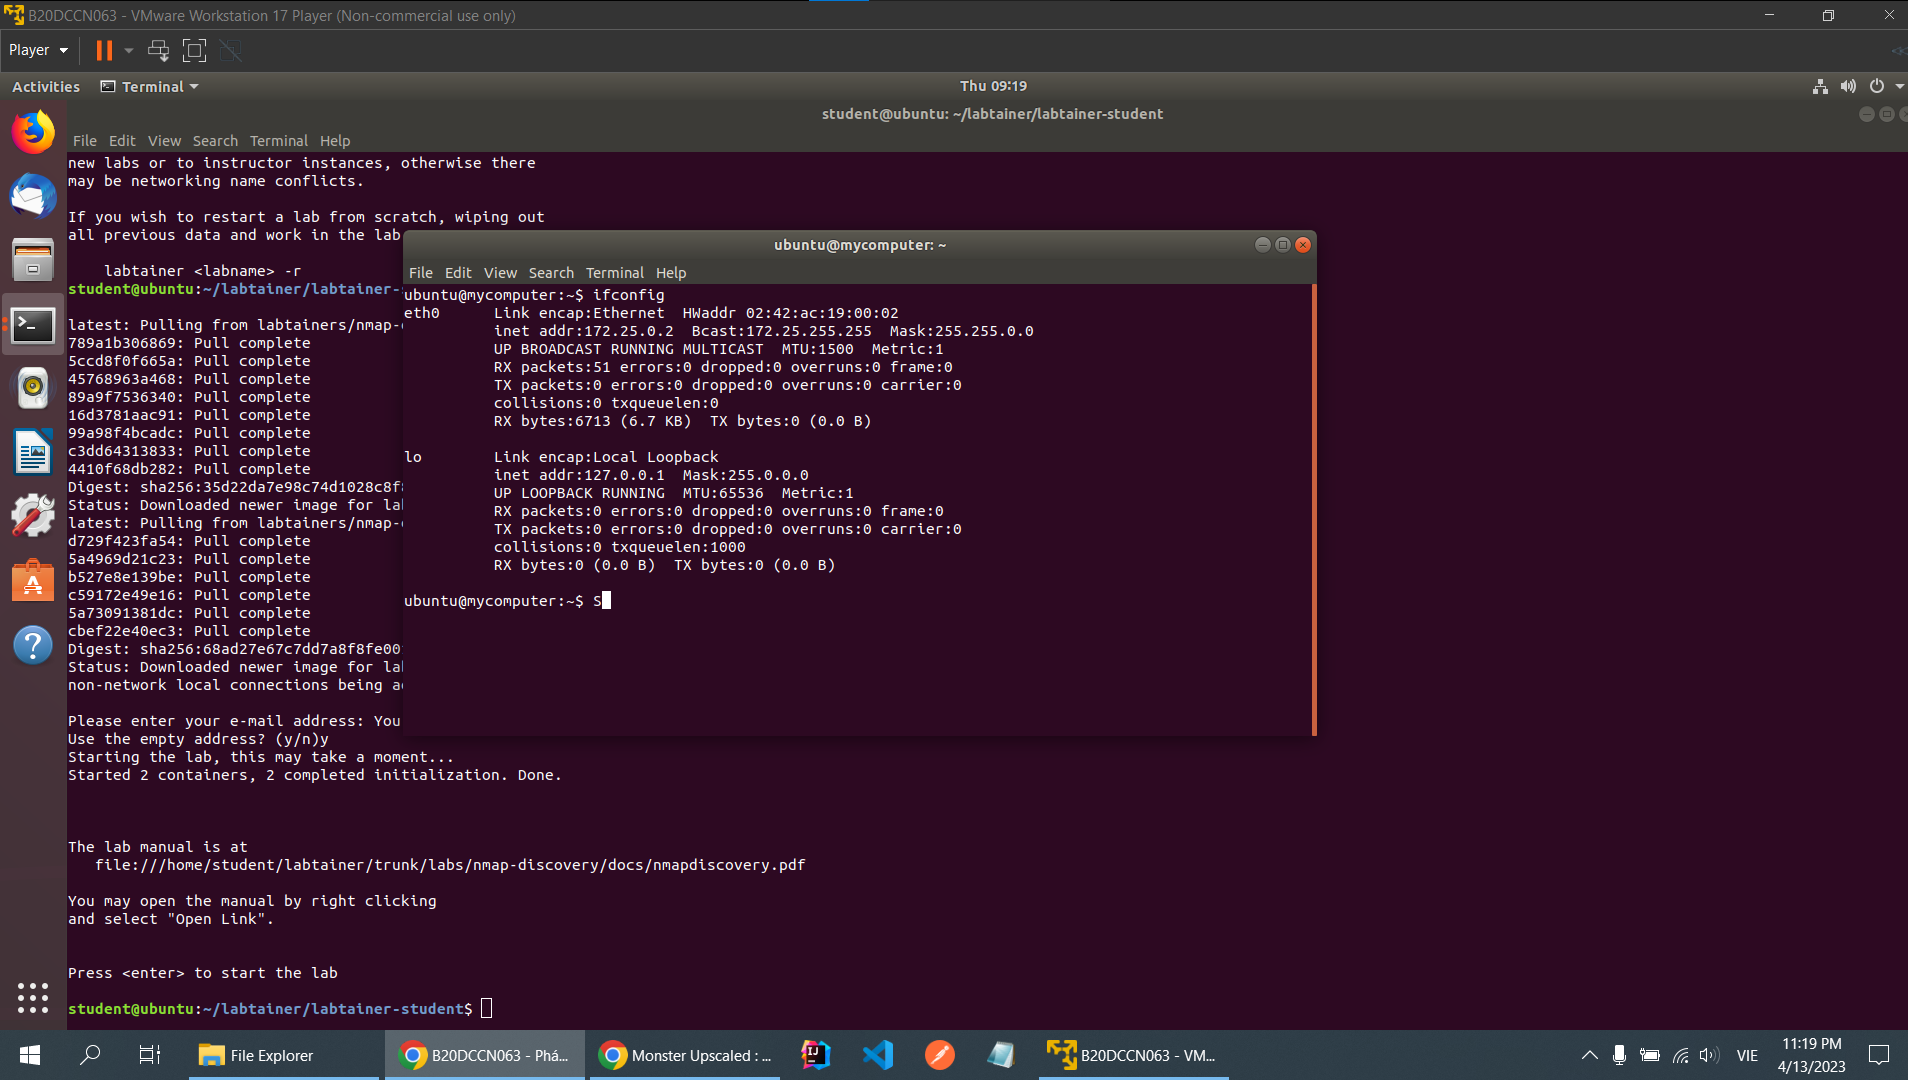 B20DCCN063 - VMware Workstation 17 Player (Non-commercial use only)
Player
Activities Terminal Thu 09:19
student@ubuntu: ~/labtainer/labtainer-student
File Edit View Search Terminal Help
new labs or to instructor instances, otherwise there
may be networking name conflicts.
If you wish to restart a lab from scratch, wiping out
all previous data and work in the lab
labtainer <labname> -r
student@ubuntu:~/labtainer/labtainer-
latest: Pulling from labtainers/nmap-
789a1b306869: Pull complete
5ccd8f0f665a: Pull complete
45768963a468: Pull complete
89a9f7536340: Pull complete
16d3781aac91: Pull complete
99a98f4bcadc: Pull complete
c3dd64313833: Pull complete
4410f68db282: Pull complete
Digest: sha256:35d22da7e98c74d1028c8f8
Status: Downloaded newer image for la
latest: Pulling from labtainers/nmap-
d729f423fa54: Pull complete
5a4969d21c23: Pull complete
b527e8e139be: Pull complete
c59172e49e16: Pull complete
5a73091381dc: Pull complete
cbef22e40ec3: Pull complete
Digest: sha256:68ad27e67c7dd7a8f8fe00
Status: Downloaded newer image for la
non-network local connections being a
Please enter your e-mail address: You
Use the empty address? (y/n)y
Starting the lab, this may take a moment...
Started 2 containers, 2 completed initialization. Done.
The lab manual is at
file:///home/student/labtainer/trunk/labs/nmap-discovery/docs/nmapdiscovery.pdf
You may open the manual by right clicking
and select "Open Link".
Press <enter> to start the lab
student@ubuntu:~/labtainer/labtainer-student$
ubuntu@mycomputer: ~
File Edit View Search Terminal Help
ubuntu@mycomputer:~$ ifconfig
eth0 Link encap:Ethernet HWaddr 02:42:ac:19:00:02
inet addr:172.25.0.2 Bcast:172.25.255.255 Mask:255.255.0.0
UP BROADCAST RUNNING MULTICAST MTU:1500 Metric:1
RX packets:51 errors:0 dropped:0 overruns:0 frame:0
TX packets:0 errors:0 dropped:0 overruns:0 carrier:0
collisions:0 txqueuelen:0
RX bytes:6713 (6.7 KB) TX bytes:0 (0.0 B)
lo Link encap:Local Loopback
inet addr:127.0.0.1 Mask:255.0.0.0
UP LOOPBACK RUNNING MTU:65536 Metric:1
RX packets:0 errors:0 dropped:0 overruns:0 frame:0
TX packets:0 errors:0 dropped:0 overruns:0 carrier:0
collisions:0 txqueuelen:1000
RX bytes:0 (0.0 B) TX bytes:0 (0.0 B)
ubuntu@mycomputer:~$ S
File Explorer B20DCCN063 - Phá... Monster Upscaled : ... B20DCCN063 - VM... VIE
11:19 PM
4/13/2023